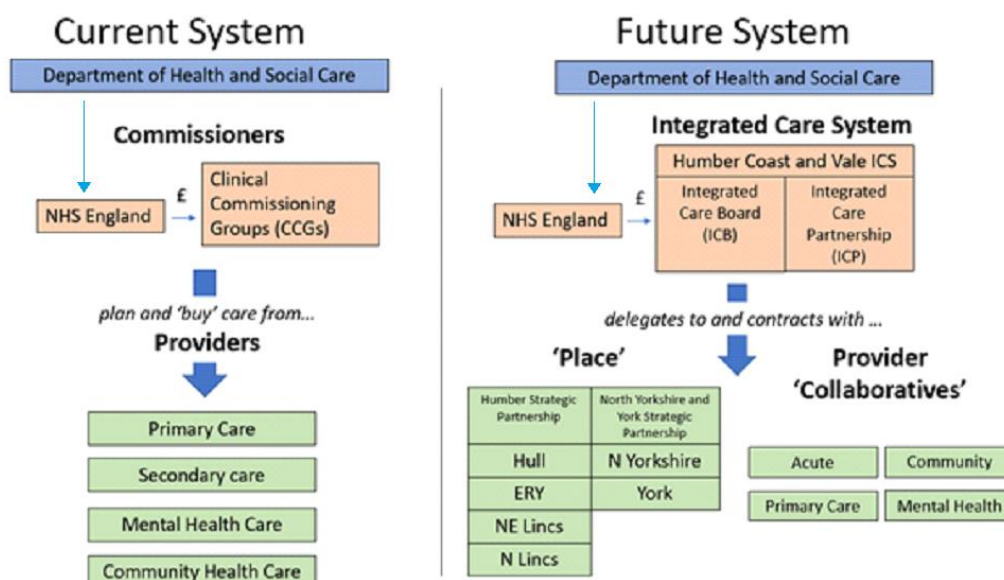 Current System
Department of Health and Social Care
Commissioners
NHS England
£
Clinical
Commissioning
Groups (CCGs)
plan and ‘buy’ care from...
Providers
Primary Care
Secondary care
Mental Health Care
Community Health Care
Future System
Department of Health and Social Care
Integrated Care System
Humber Coast and Vale ICS
NHS England
£
Integrated
Care Board
(ICB)
Integrated
Care
Partnership
(ICP)
delegates to and contracts with ...
‘Place’
Humber Strategic
Partnership
Hull
ERY
NE Lincs
N Lincs
North Yorkshire and
York Strategic
Partnership
N Yorkshire
York
Provider
‘Collaboratives’
Acute
Community
Primary Care
Mental Health